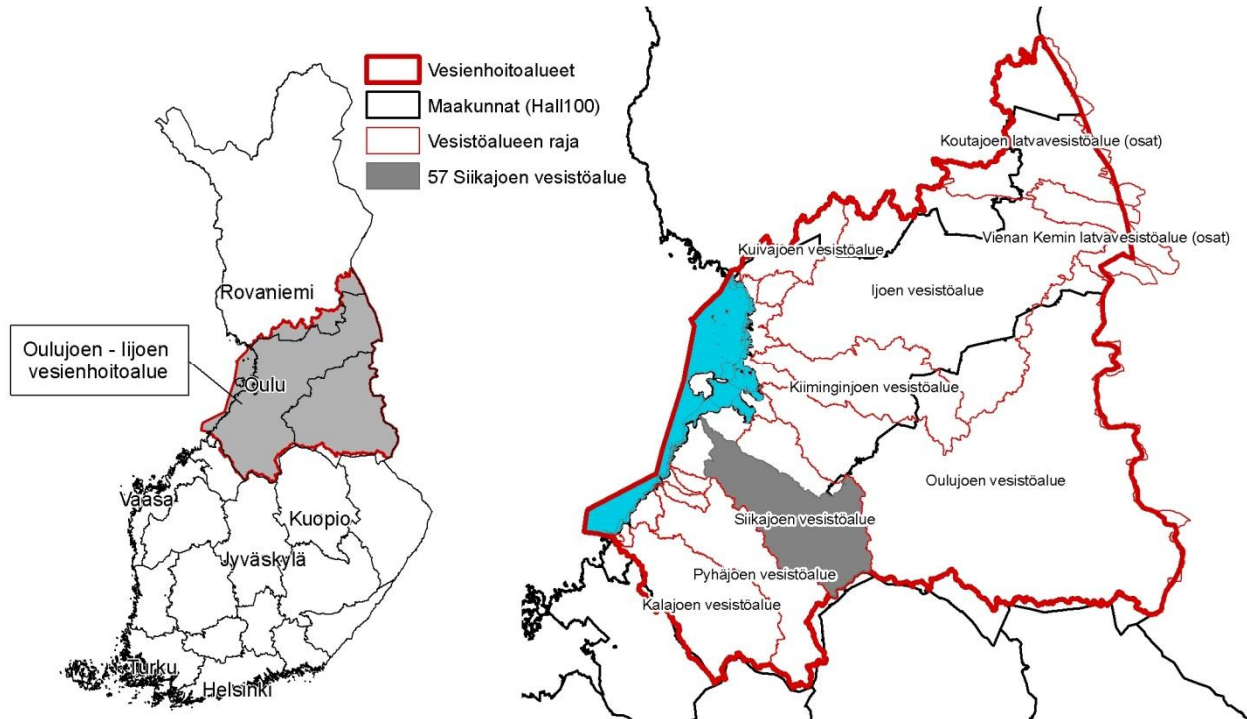 Vesienhoitoalueet
Maakunnat (Hall100)
Vesistöalueen raja
57 Siikajoen vesistöalue
Rovaniemi
Oulujoen - Iijoen
vesienhoitoalue
Oulu
Vaasa
Kuopio
Jyväskylä
Turku
Helsinki
Koutajoen latvavesistöalue (osat)
Vienan Kemin latvavesistöalue (osat)
Kuivajoen vesistöalue
Ijoen vesistöalue
Kiiminginjoen vesistöalue
Oulujoen vesistöalue
Siikajoen vesistöalue
Pyhäjoen vesistöalue
Kalajoen vesistöalue